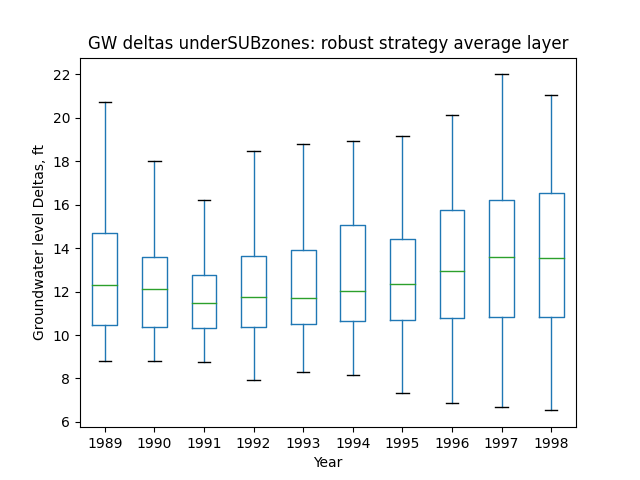 GW deltas underSUBzones: robust strategy average layer
Groundwater level Deltas, ft
22
20
18
16
14
12
10
8
6
1989 1990 1991 1992 1993 1994 1995 1996 1997 1998
Year